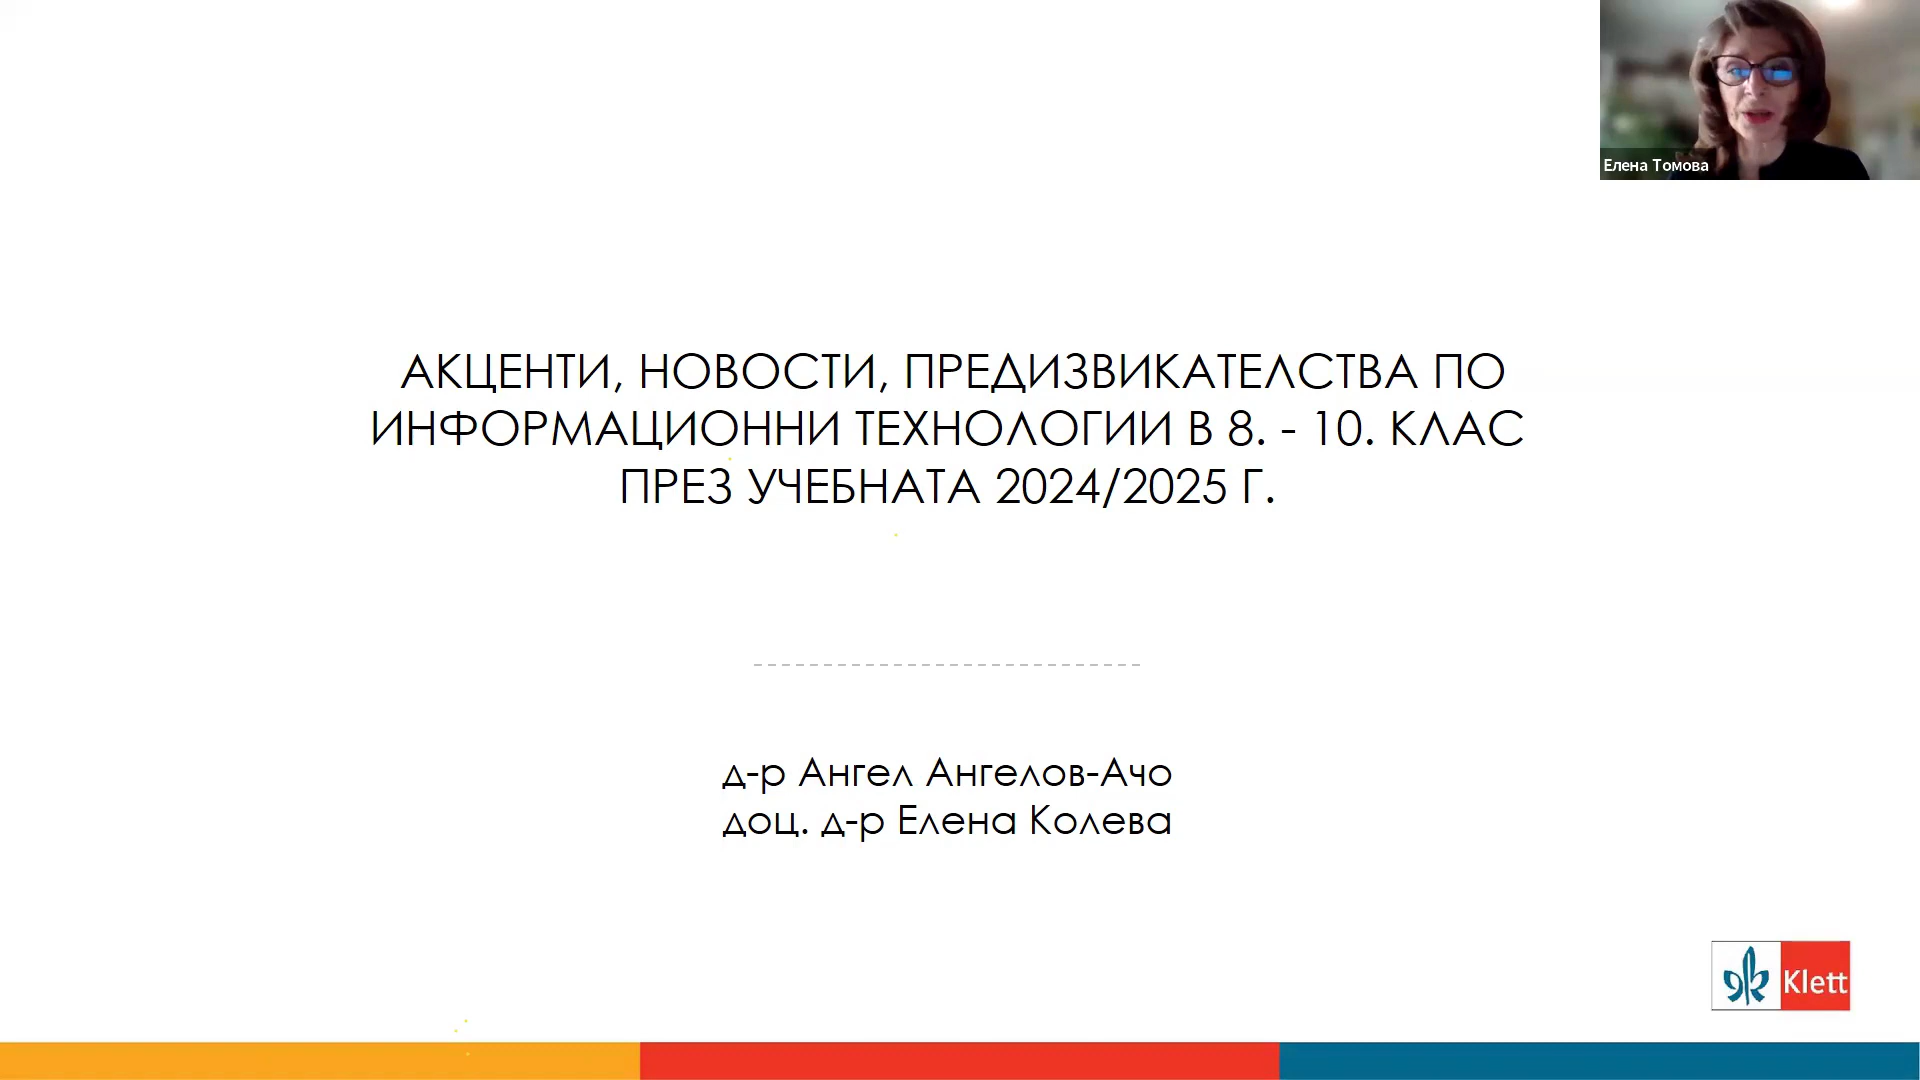 Елена Томова
АКЦЕНТИ, НОВОСТИ, ПРЕДИЗВИКАТЕЛСТВА ПО
ИНФОРМАЦИОННИ ТЕХНОЛОГИИ В 8. - 10. КЛАС
ПРЕЗ УЧЕБНАТА 2024/2025 Г.
д-р Ангел Ангелов-Ачо
доц. д-р Елена Колева
Klett